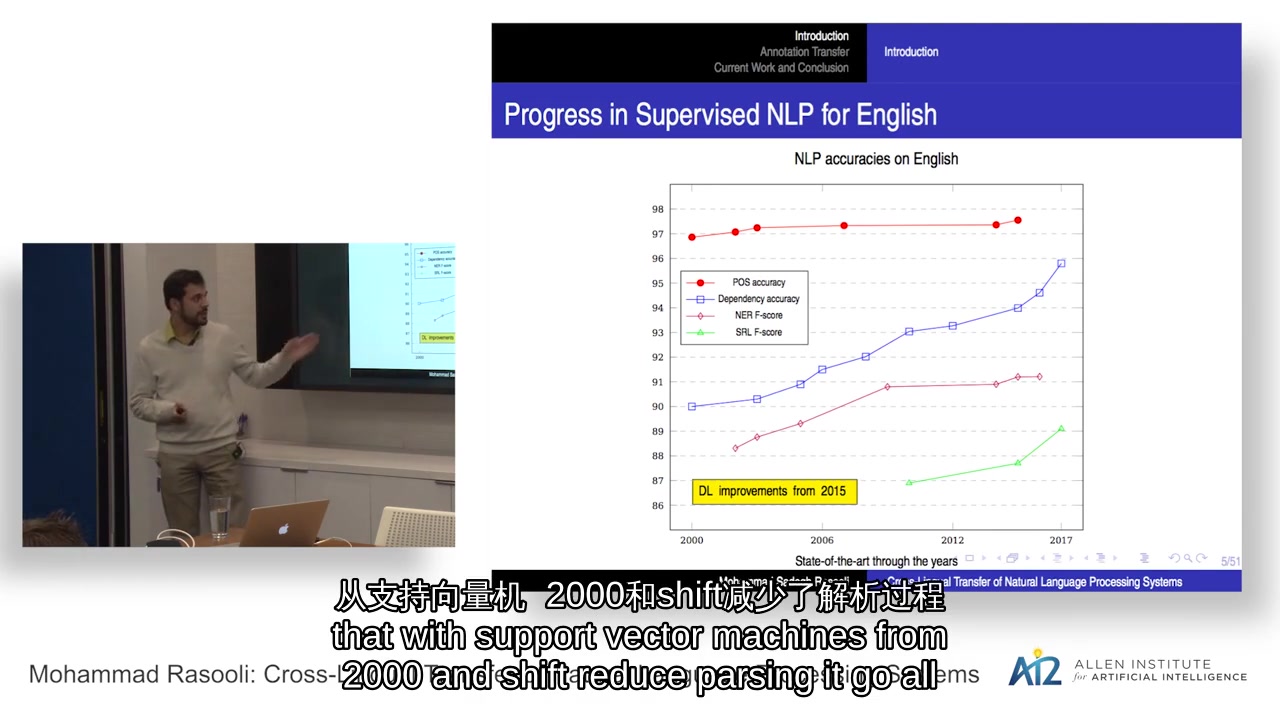 Introduction
Annotation Transfer
Current Work and Conclusion
Introduction
Progress in Supervised NLP for English
NLP accuracies on English
98
97
96
95
94
93
92
91
90
89
88
87
86
POS accuracy
Dependency accuracy
NER F-score
SRL F-score
DL improvements from 2015
2000
2006
2012
2017
State-of-the-art through the years
5/51
Mohammad Sadegh Rasooli
Cross-Lingual Transfer of Natural Language Processing Systems
DL improvements
从支持向量机 2000和shift减少了解析过程
that with support vector machines from
2000 and shift reduce parsing it go all
Mohammad Rasooli: Cross-L
Systems
AI2
ALLEN INSTITUTE
for ARTIFICIAL INTELLIGENCE